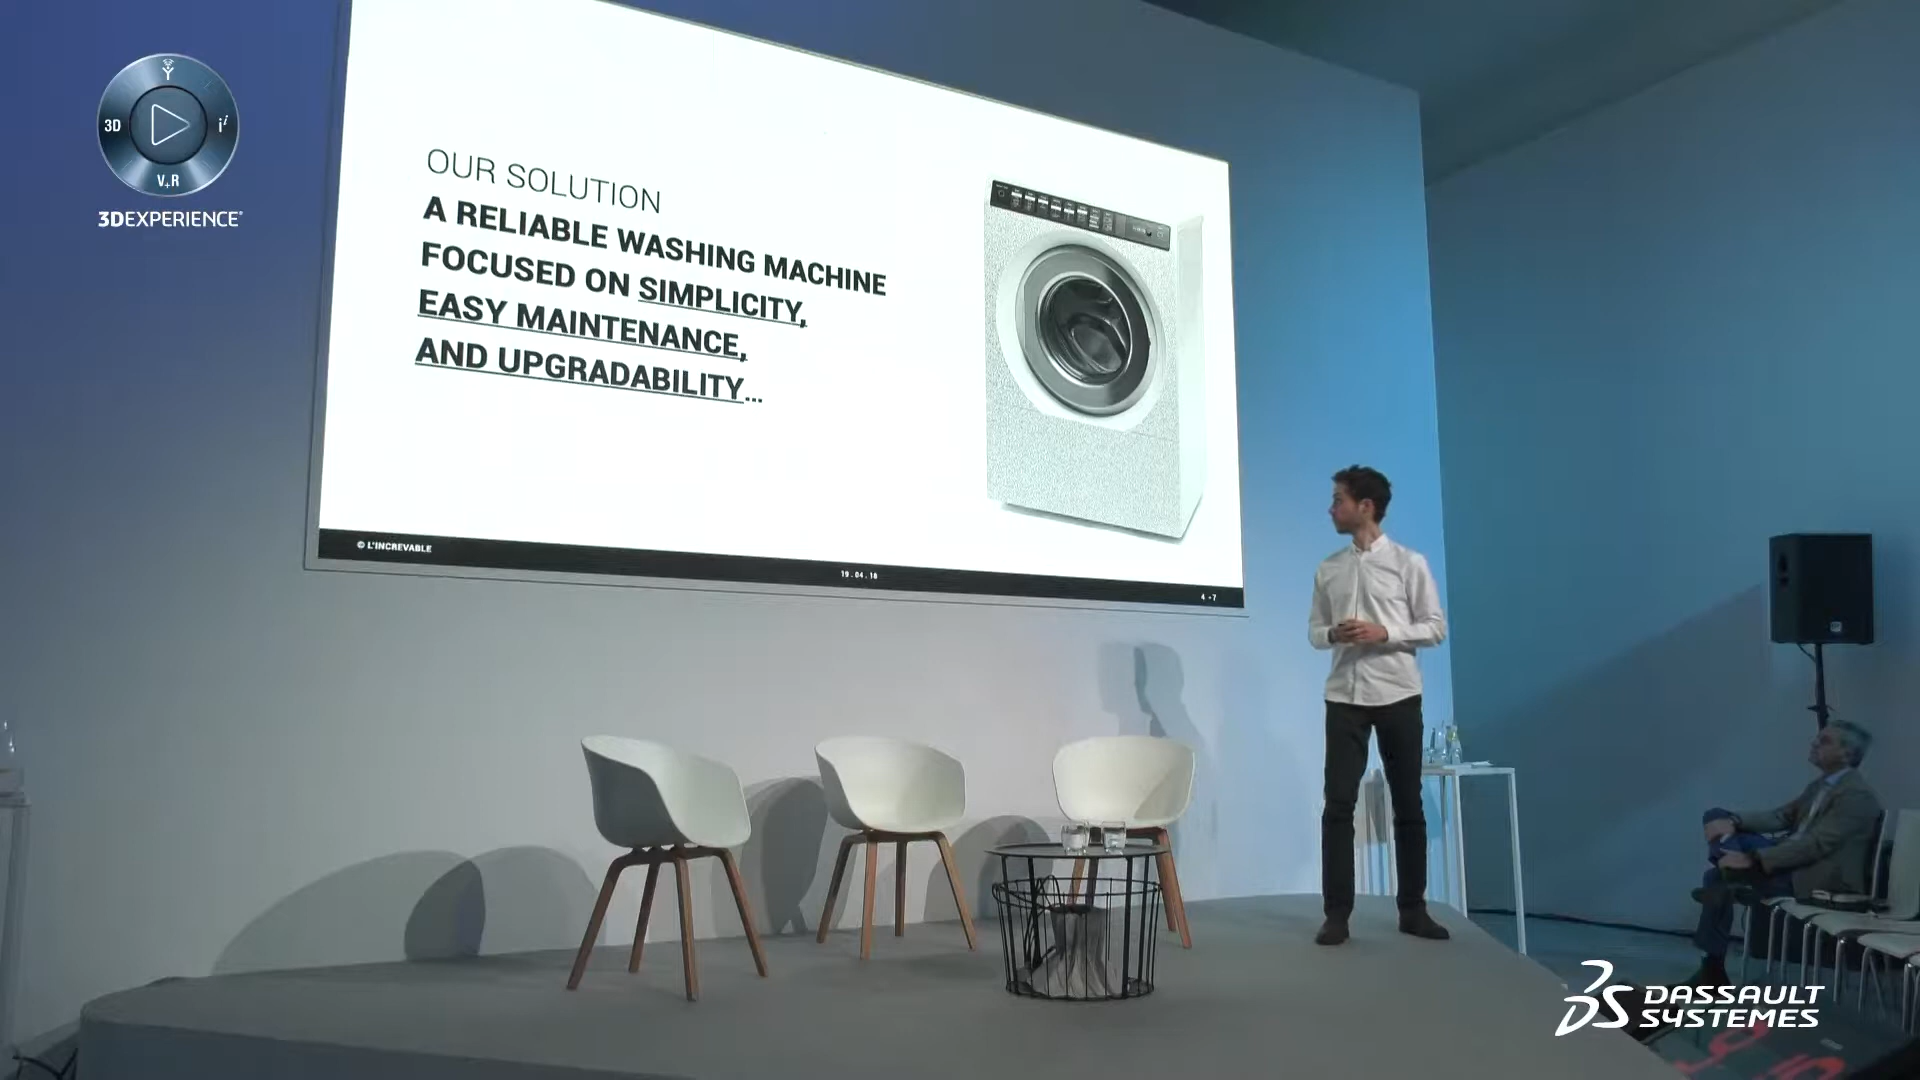 3D
i
V+R
3DEXPERIENCE®
OUR SOLUTION
A RELIABLE WASHING MACHINE
FOCUSED ON SIMPLICITY,
EASY MAINTENANCE,
AND UPGRADABILITY...
© L'INCREVABLE
19.04.18
4-7
DASSAULT
SYSTEMES